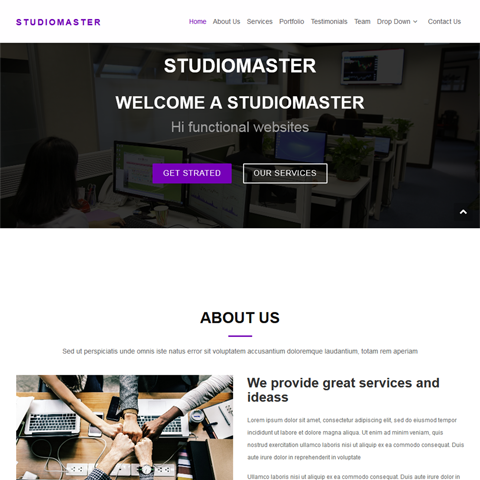 STUDIOMASTER
Home About Us Services Portfolio Testimonials Team Drop Down Contact Us
STUDIOMASTER
WELCOME A STUDIOMASTER
Hi functional websites
GET STRATED OUR SERVICES
ABOUT US
Sed ut perspiciatis unde omnis iste natus error sit voluptatem accusantium doloremque laudantium, totam rem aperiam
We provide great services and
ideass
Lorem ipsum dolor sit amet, consectetur adipiscing elit, sed do eiusmod tempor
incididunt ut labore et dolore magna aliqua. Ut enim ad minim veniam, quis
nostrud exercitation ullamco laboris nisi ut aliquip ex ea commodo consequat. Duis
aute irure dolor in reprehenderit in voluptate
Ullamco laboris nisi ut aliquip ex ea commodo consequat. Duis aute irure dolor in